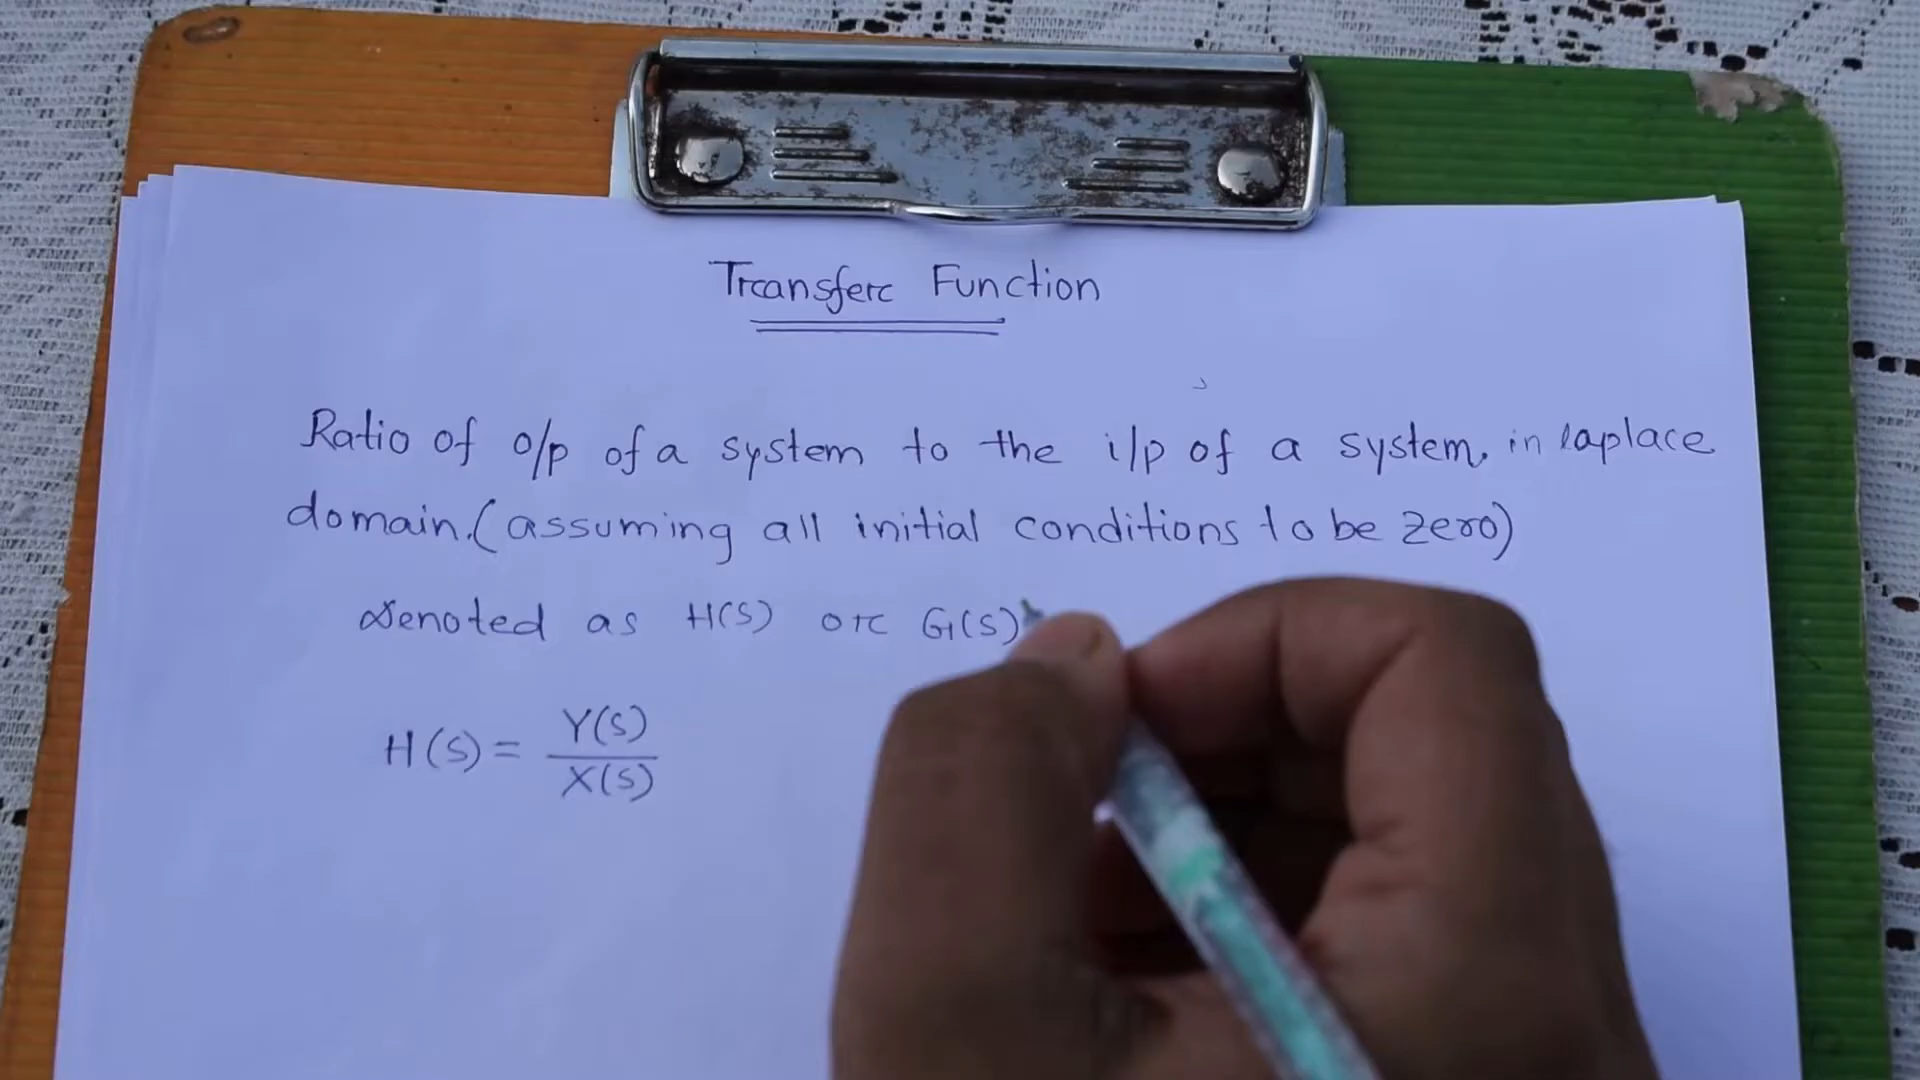 Transfer Function
Ratio of o/p of a system to the i/p of a system, in laplace
domain. (assuming all initial conditions to be zero)
Denoted as H(s) or G(s)
H(s) = Y(s)/X(s)